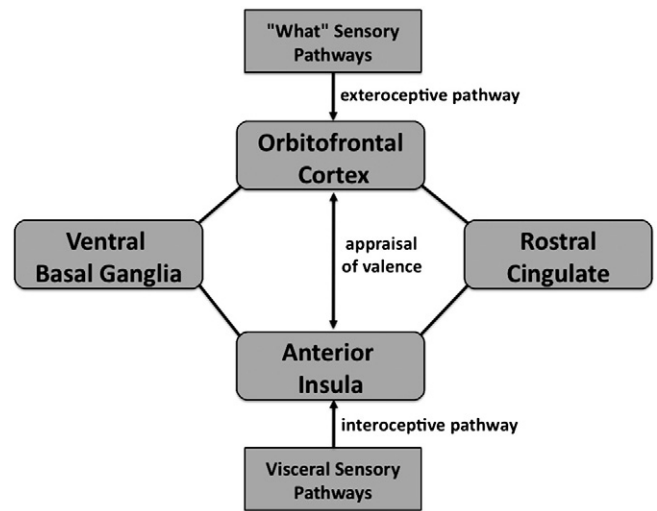 "What" Sensory
Pathways
exteroceptive pathway
Orbitofrontal
Cortex
Ventral
Basal Ganglia
appraisal
of valence
Rostral
Cingulate
Anterior
Insula
interoceptive pathway
Visceral Sensory
Pathways